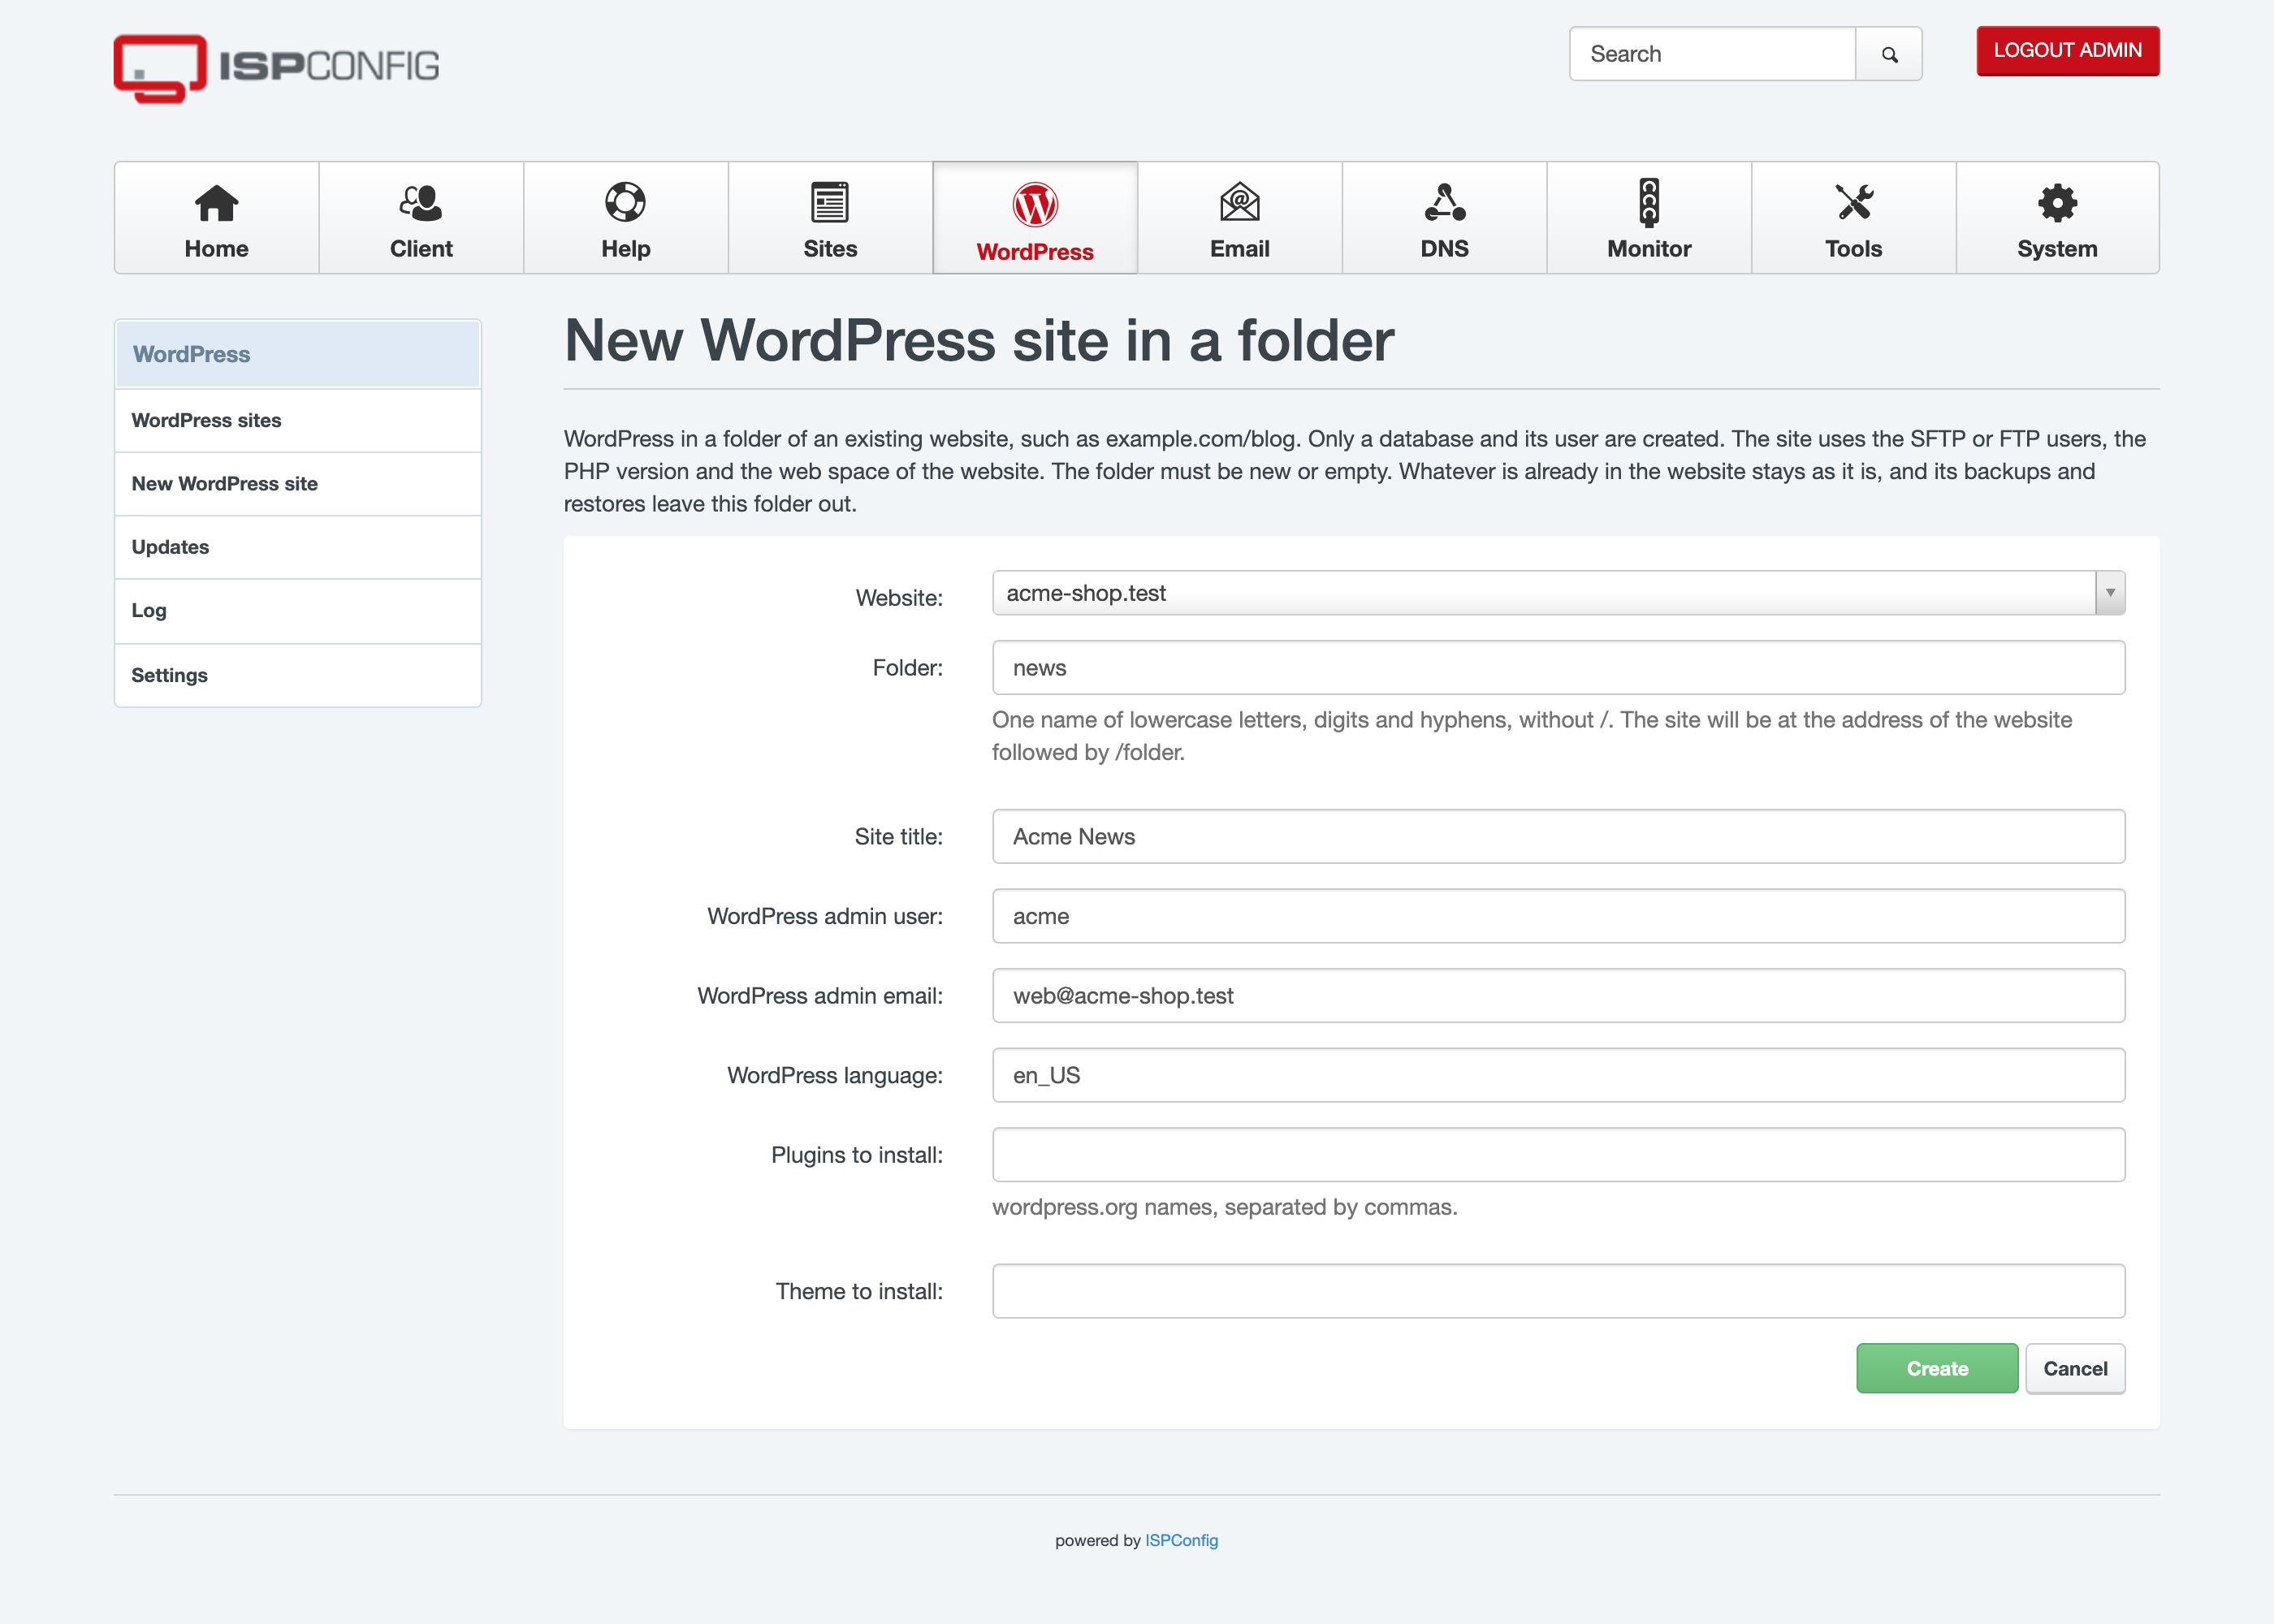 ISPCONFIG
Search
LOGOUT ADMIN
Home
Client
Help
Sites
WordPress
Email
DNS
Monitor
Tools
System
WordPress
WordPress sites
New WordPress site
Updates
Log
Settings
New WordPress site in a folder
WordPress in a folder of an existing website, such as example.com/blog. Only a database and its user are created. The site uses the SFTP or FTP users, the
PHP version and the web space of the website. The folder must be new or empty. Whatever is already in the website stays as it is, and its backups and
restores leave this folder out.
Website: acme-shop.test
Folder: news
One name of lowercase letters, digits and hyphens, without /. The site will be at the address of the website
followed by /folder.
Site title: Acme News
WordPress admin user: acme
WordPress admin email: web@acme-shop.test
WordPress language: en_US
Plugins to install:
wordpress.org names, separated by commas.
Theme to install:
Create Cancel
powered by ISPConfig